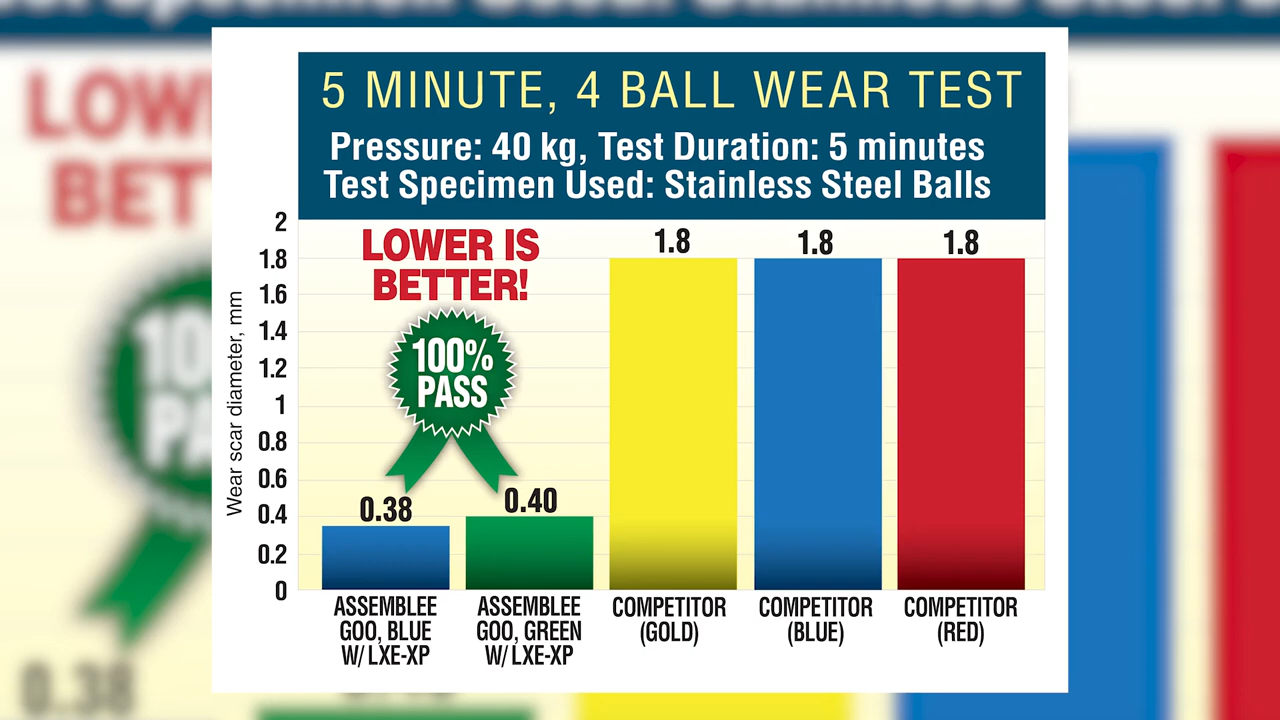 5 MINUTE, 4 BALL WEAR TEST
Pressure: 40 kg, Test Duration: 5 minutes
Test Specimen Used: Stainless Steel Balls
LOWER IS
BETTER!
100%
PASS
Wear scar diameter, mm
2
1.8
1.6
1.4
1.2
1
0.8
0.6
0.4
0.2
0
0.38
0.40
1.8
1.8
1.8
ASSEMBLEE
GOO, BLUE
W/ LXE-XP
ASSEMBLEE
GOO, GREEN
W/ LXE-XP
COMPETITOR
(GOLD)
COMPETITOR
(BLUE)
COMPETITOR
(RED)